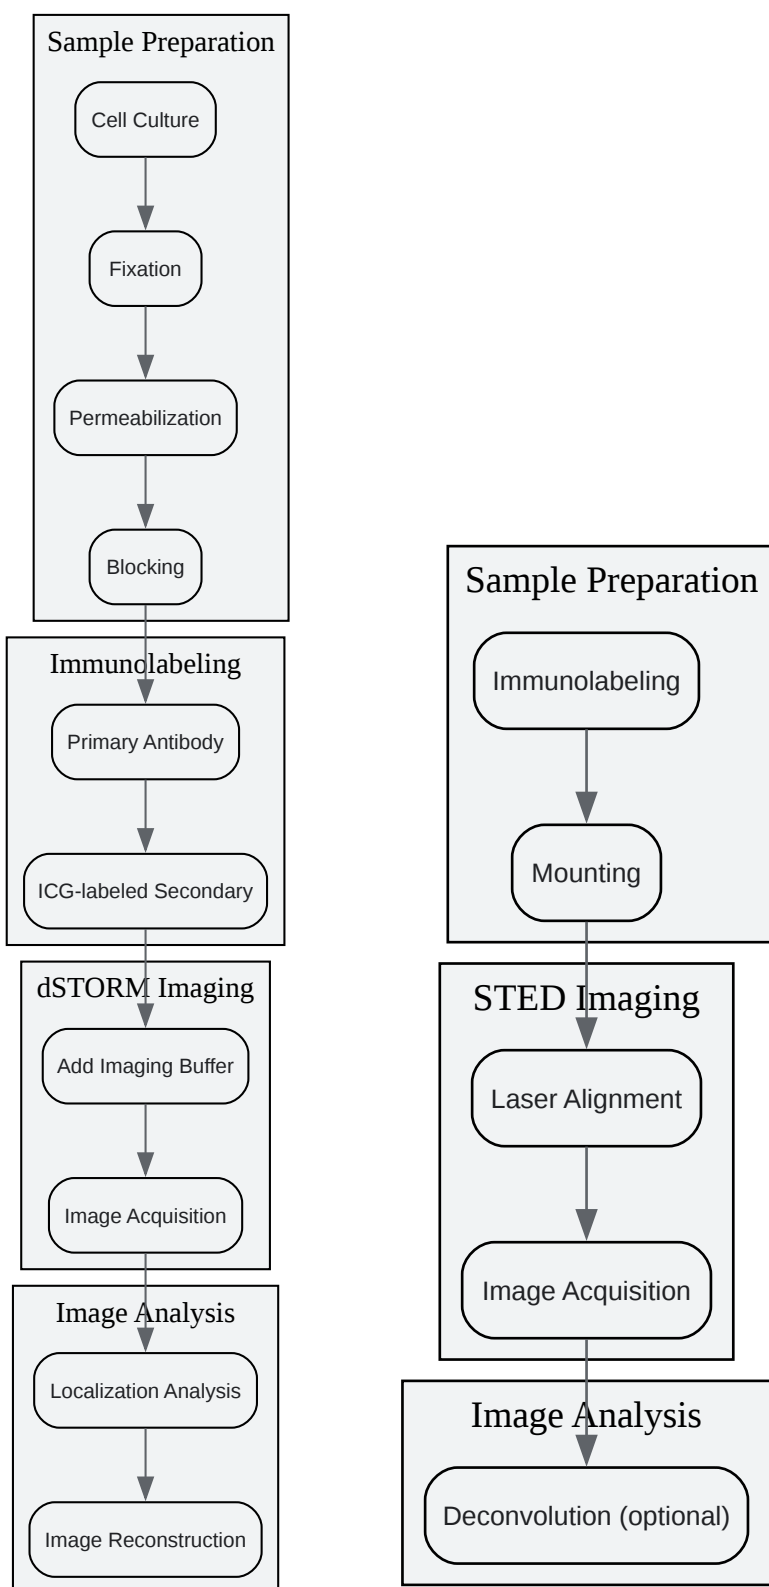 Sample Preparation
Cell Culture
Fixation
Permeabilization
Blocking
Immunolabeling
Primary Antibody
ICG-labeled Secondary
dSTORM Imaging
Add Imaging Buffer
Image Acquisition
Image Analysis
Localization Analysis
Image Reconstruction
Sample Preparation
Immunolabeling
Mounting
STED Imaging
Laser Alignment
Image Acquisition
Image Analysis
Deconvolution (optional)